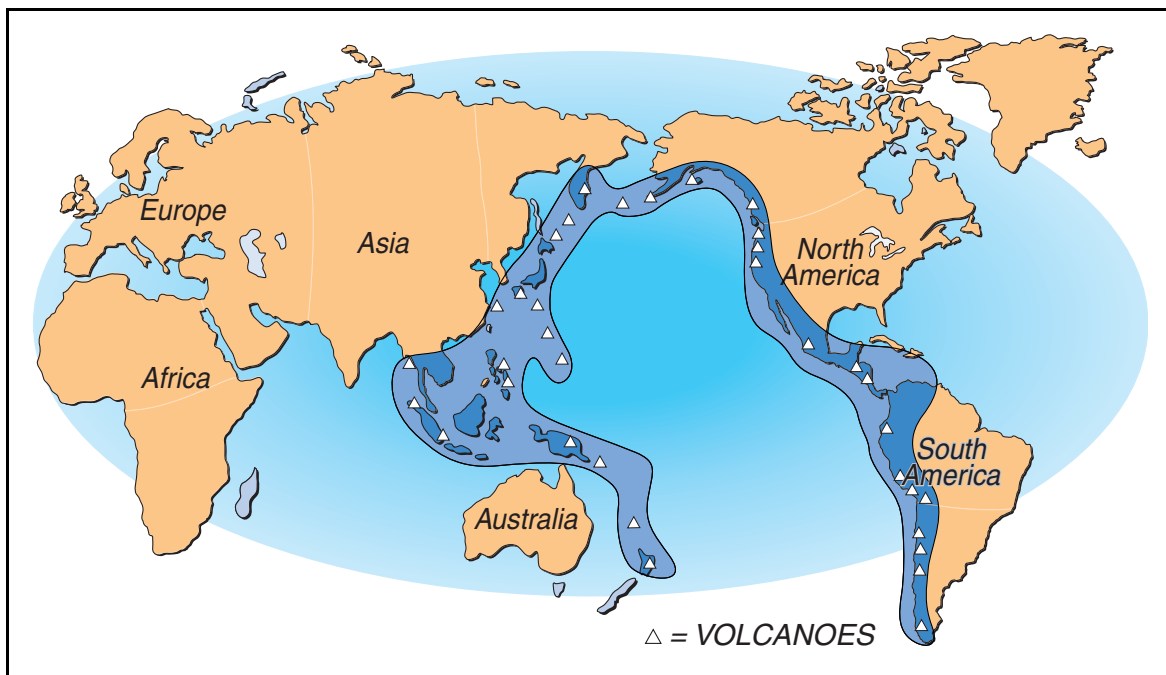 Europe
Asia
North
America
Africa
South
America
Australia
△ = VOLCANOES